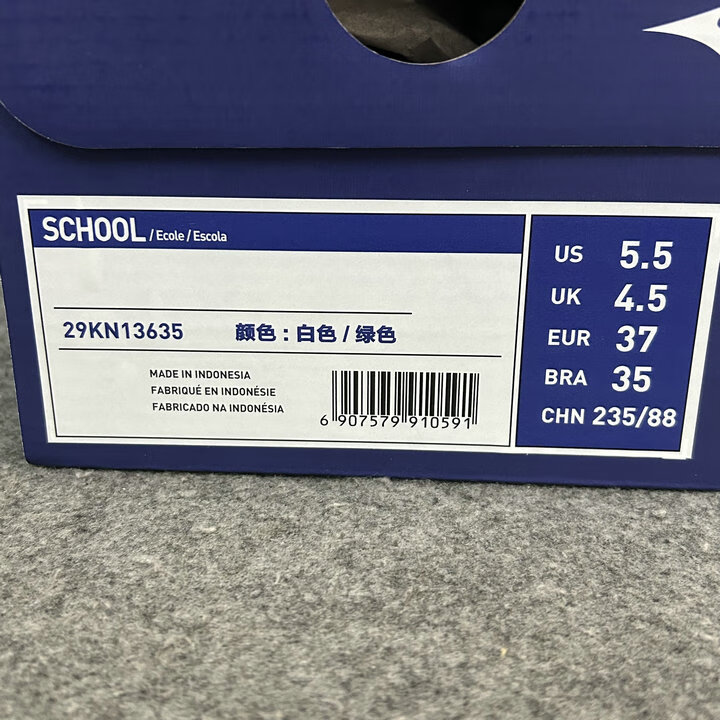 SCHOOL / Ecole / Escola
29KN13635 颜色：白色 / 绿色
MADE IN INDONESIA
FABRIQUÉ EN INDONÉSIE
FABRICADO NA INDONÉSIA
6 907579 910591
US 5.5
UK 4.5
EUR 37
BRA 35
CHN 235/88